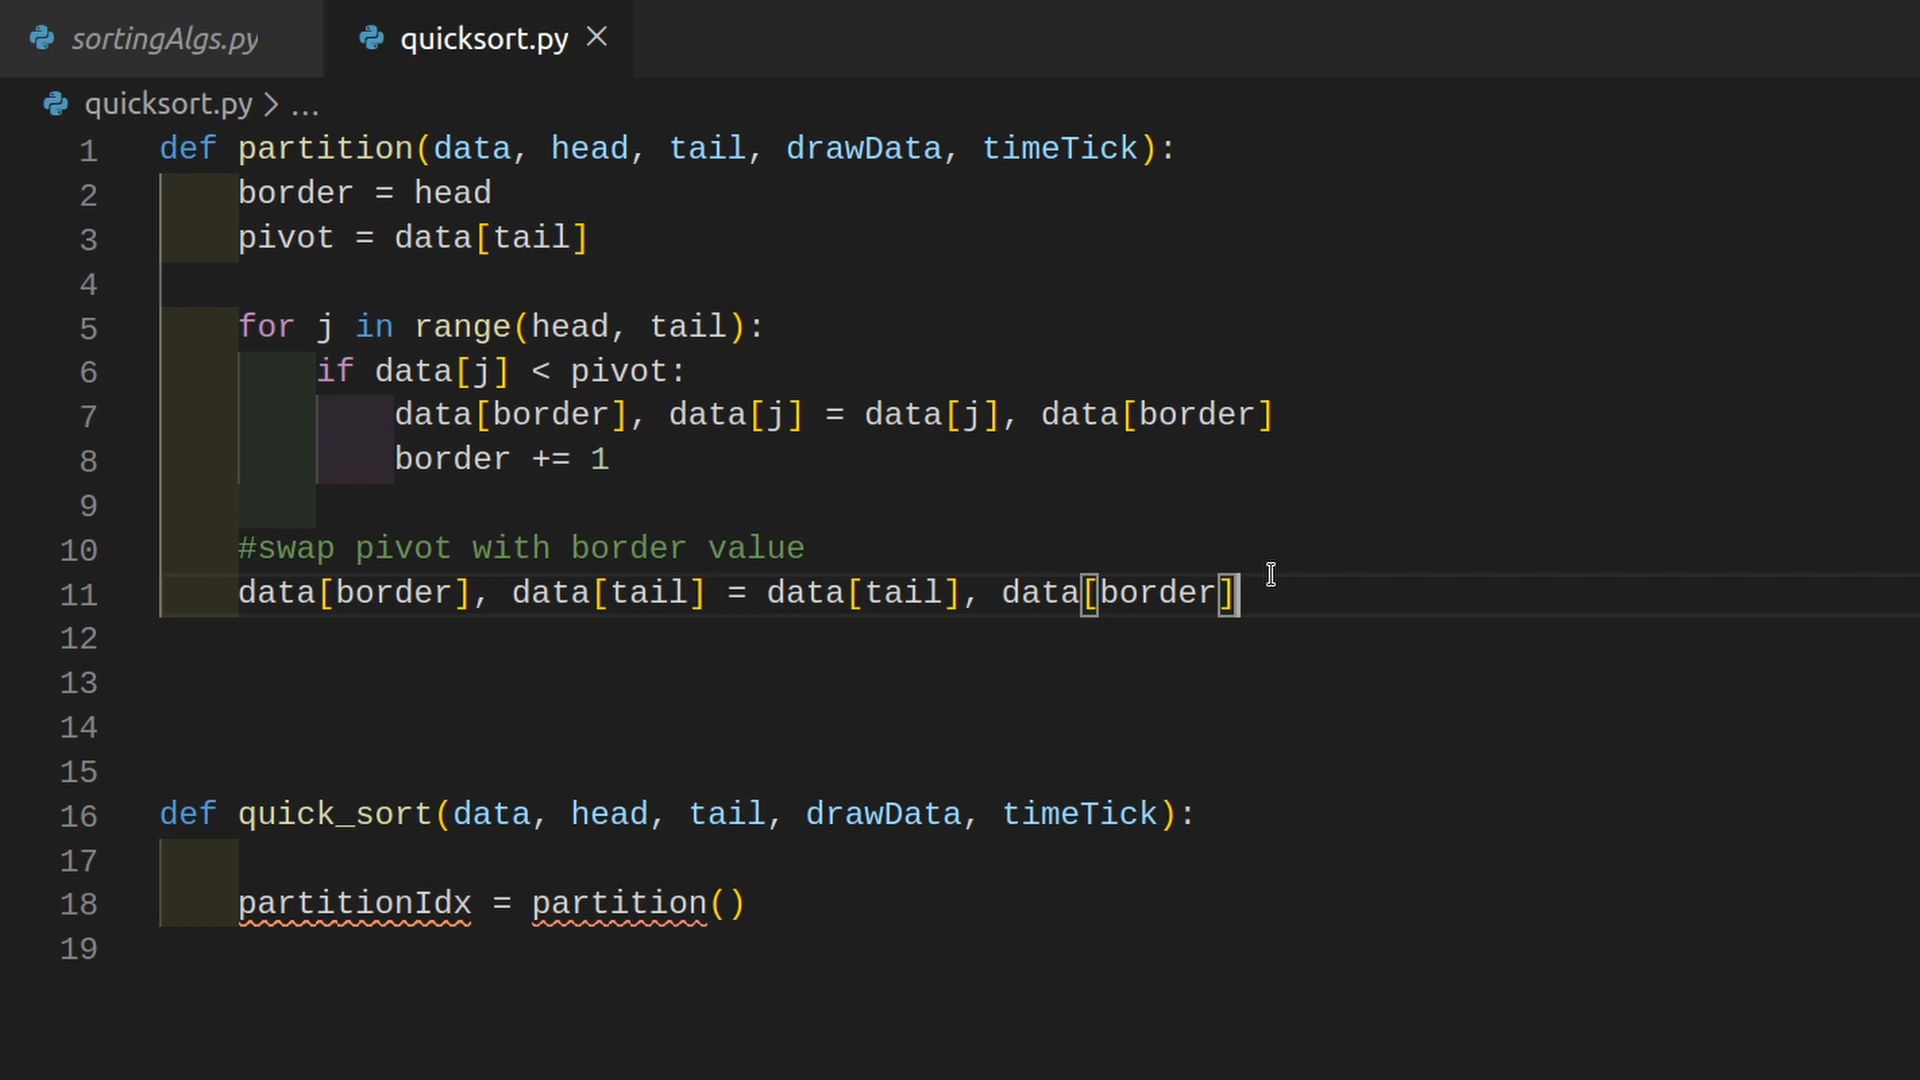 sortingAlgs.py quicksort.py
quicksort.py > ...
1 def partition(data, head, tail, drawData, timeTick):
2     border = head
3     pivot = data[tail]
4
5     for j in range(head, tail):
6         if data[j] < pivot:
7             data[border], data[j] = data[j], data[border]
8             border += 1
9
10     #swap pivot with border value
11     data[border], data[tail] = data[tail], data[border]
12
13
14
15
16 def quick_sort(data, head, tail, drawData, timeTick):
17
18     partitionIdx = partition()
19